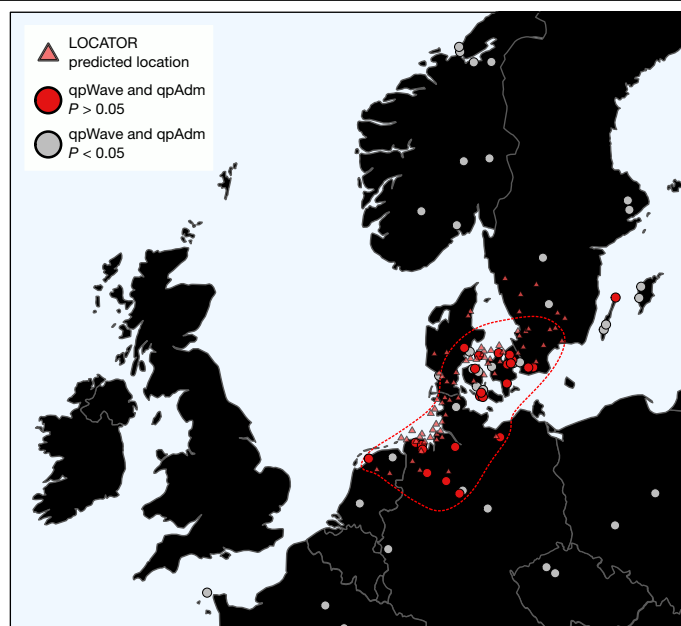 LOCATOR
predicted location
qpWave and qpAdm
P > 0.05
qpWave and qpAdm
P < 0.05